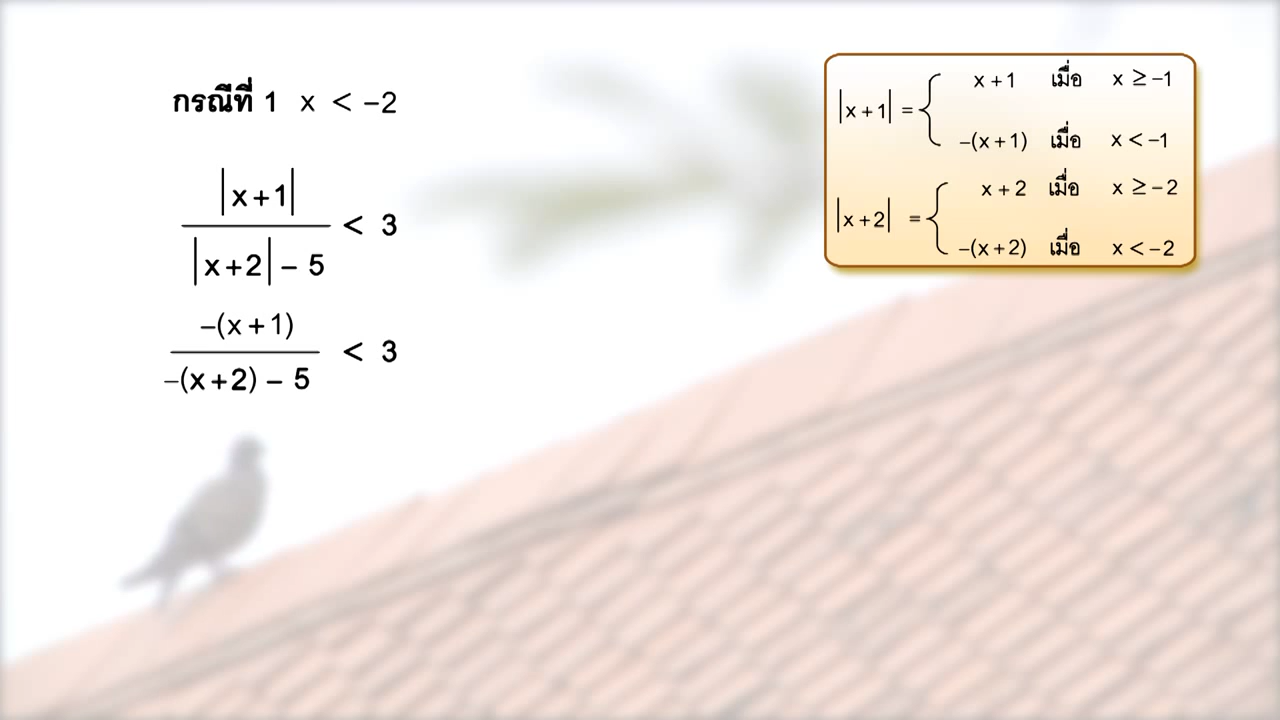 กรณีที่ 1 x < –2
|x+1| / |x+2| – 5 < 3
–(x+1) / –(x+2) – 5 < 3
|x+1| = { x+1 เมื่อ x ≥ –1
–(x+1) เมื่อ x < –1
|x+2| = { x+2 เมื่อ x ≥ –2
–(x+2) เมื่อ x < –2